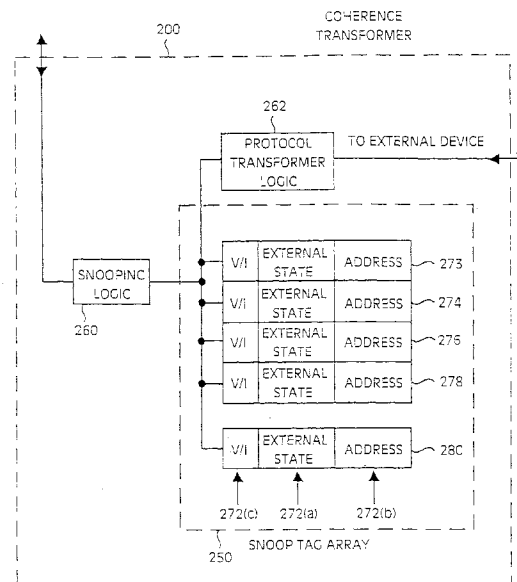 COHERENCE
TRANSFORMER
200
262
PROTOCOL
TRANSFORMER
LOGIC
TO EXTERNAL DEVICE
SNOOPING
LOGIC
260
V/I EXTERNAL STATE ADDRESS 273
V/I EXTERNAL STATE ADDRESS 274
V/I EXTERNAL STATE ADDRESS 276
V/I EXTERNAL STATE ADDRESS 278
V/I EXTERNAL STATE ADDRESS 280
272(c) 272(a) 272(b)
250
SNOOP TAG ARRAY